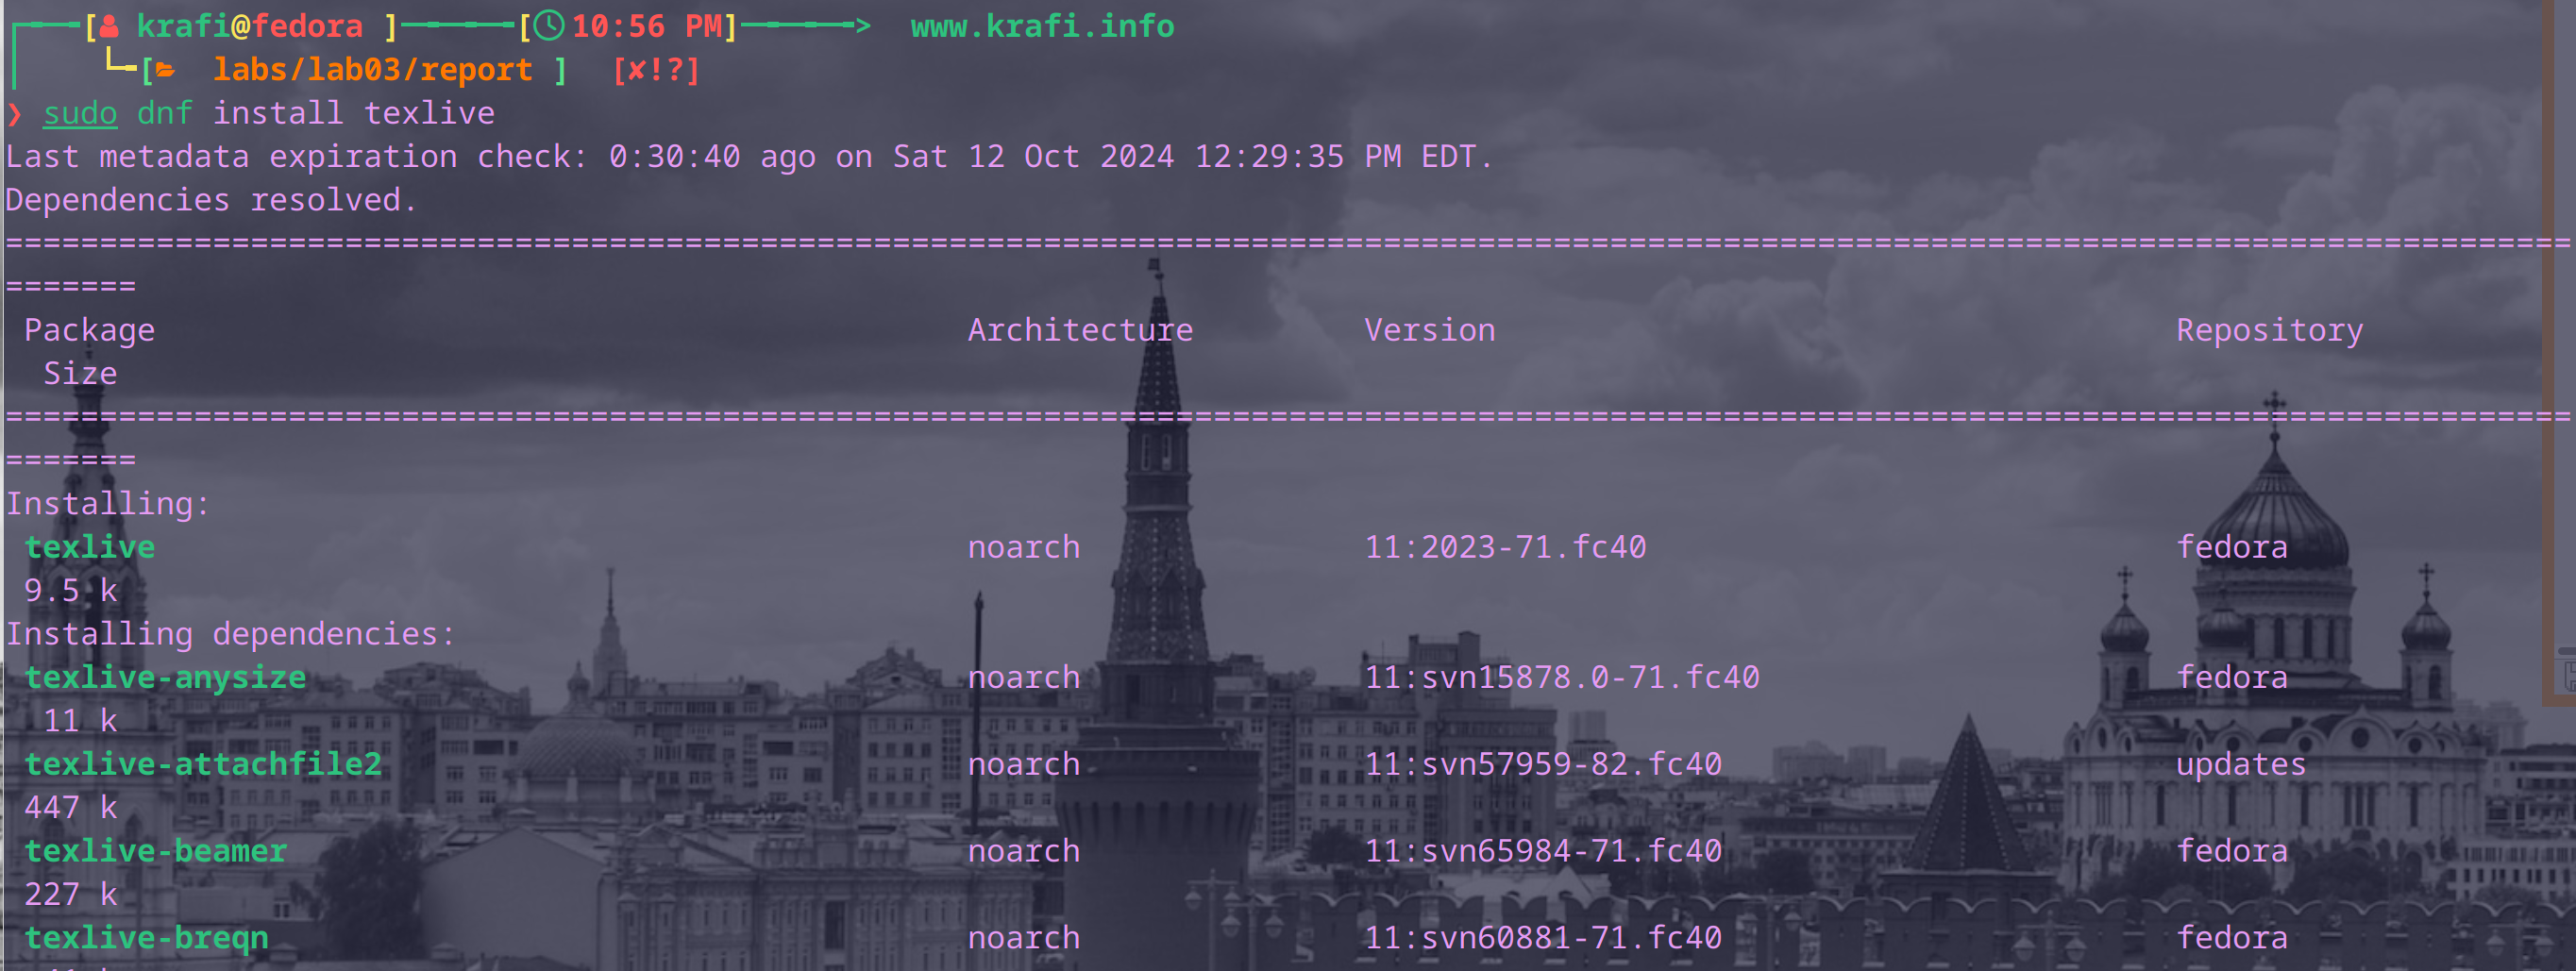 [ krafi@fedora ]────[10:56 PM]────> www.krafi.info
[ labs/lab03/report ] [✘!?]
❯ sudo dnf install texlive
Last metadata expiration check: 0:30:40 ago on Sat 12 Oct 2024 12:29:35 PM EDT.
Dependencies resolved.
========================================================================================================================================
=======
Package Architecture Version Repository
Size
========================================================================================================================================
=======
Installing:
texlive noarch 11:2023-71.fc40 fedora
9.5 k
Installing dependencies:
texlive-anysize noarch 11:svn15878.0-71.fc40 fedora
11 k
texlive-attachfile2 noarch 11:svn57959-82.fc40 updates
447 k
texlive-beamer noarch 11:svn65984-71.fc40 fedora
227 k
texlive-breqn noarch 11:svn60881-71.fc40 fedora